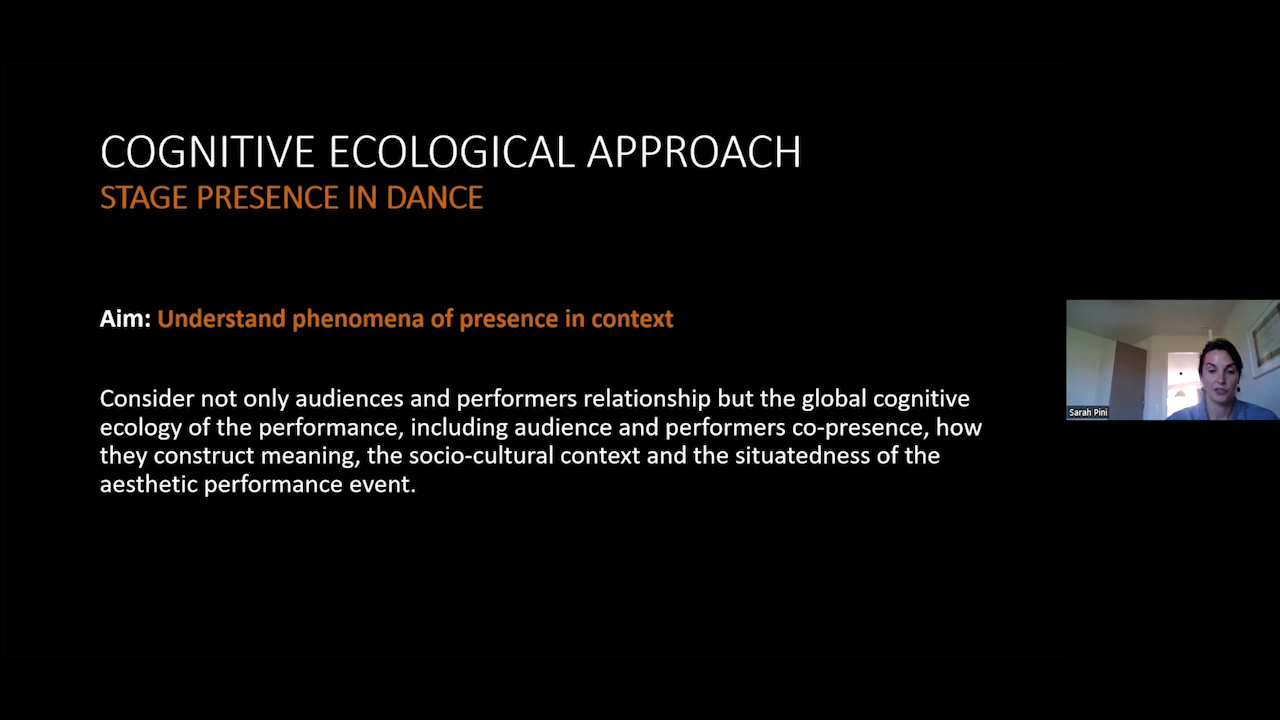 COGNITIVE ECOLOGICAL APPROACH
STAGE PRESENCE IN DANCE
Aim: Understand phenomena of presence in context
Consider not only audiences and performers relationship but the global cognitive
ecology of the performance, including audience and performers co-presence, how
they construct meaning, the socio-cultural context and the situatedness of the
aesthetic performance event.
Sarah Pini